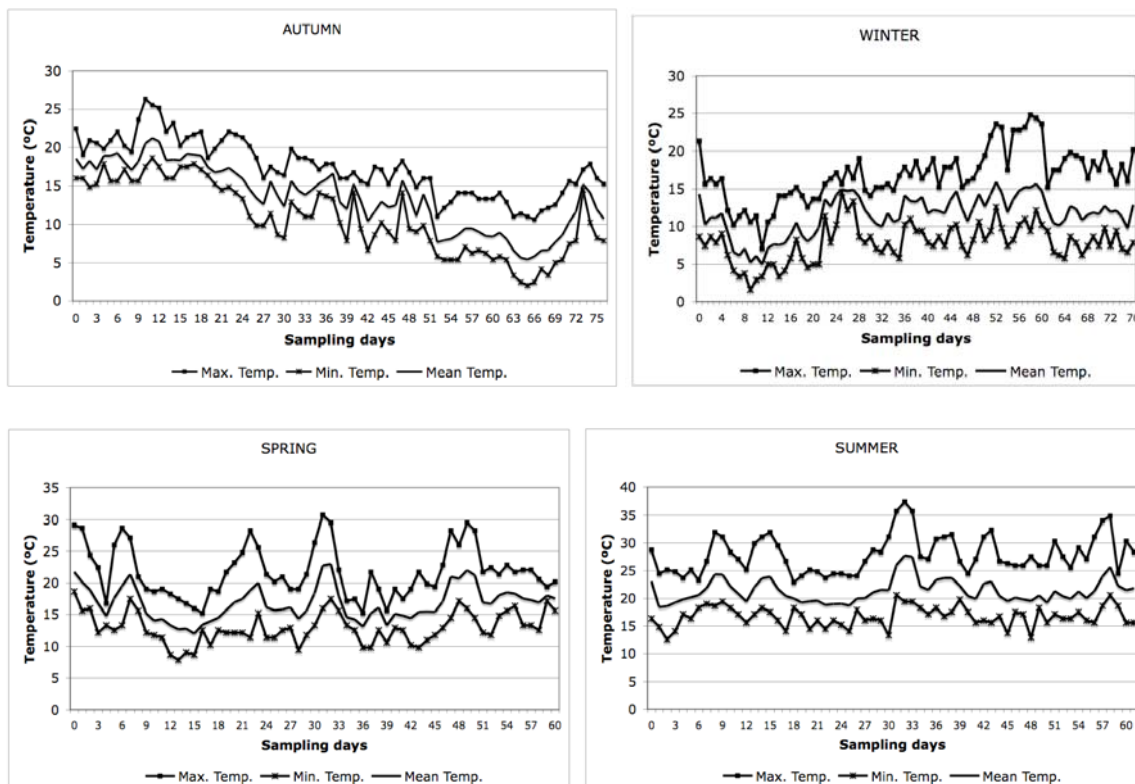 AUTUMN
30
25
20
15
10
5
0
Temperature (ºC)
0 3 6 9 12 15 18 21 24 27 30 33 36 39 42 45 48 51 54 57 60 63 66 69 72 75
Sampling days
Max. Temp. Min. Temp. Mean Temp.
WINTER
30
25
20
15
10
5
0
Temperature (ºC)
0 4 8 12 16 20 24 28 32 36 40 44 48 52 56 60 64 68 72 76
Sampling days
Max. Temp. Min. Temp. Mean Temp.
SPRING
35
30
25
20
15
10
5
0
Temperature (ºC)
0 3 6 9 12 15 18 21 24 27 30 33 36 39 42 45 48 51 54 57 60
Sampling days
Max. Temp. Min. Temp. Mean Temp.
SUMMER
40
35
30
25
20
15
10
5
0
Temperature (ºC)
0 3 6 9 12 15 18 21 24 27 30 33 36 39 42 45 48 51 54 57 60
Sampling days
Max. Temp. Min. Temp. Mean Temp.